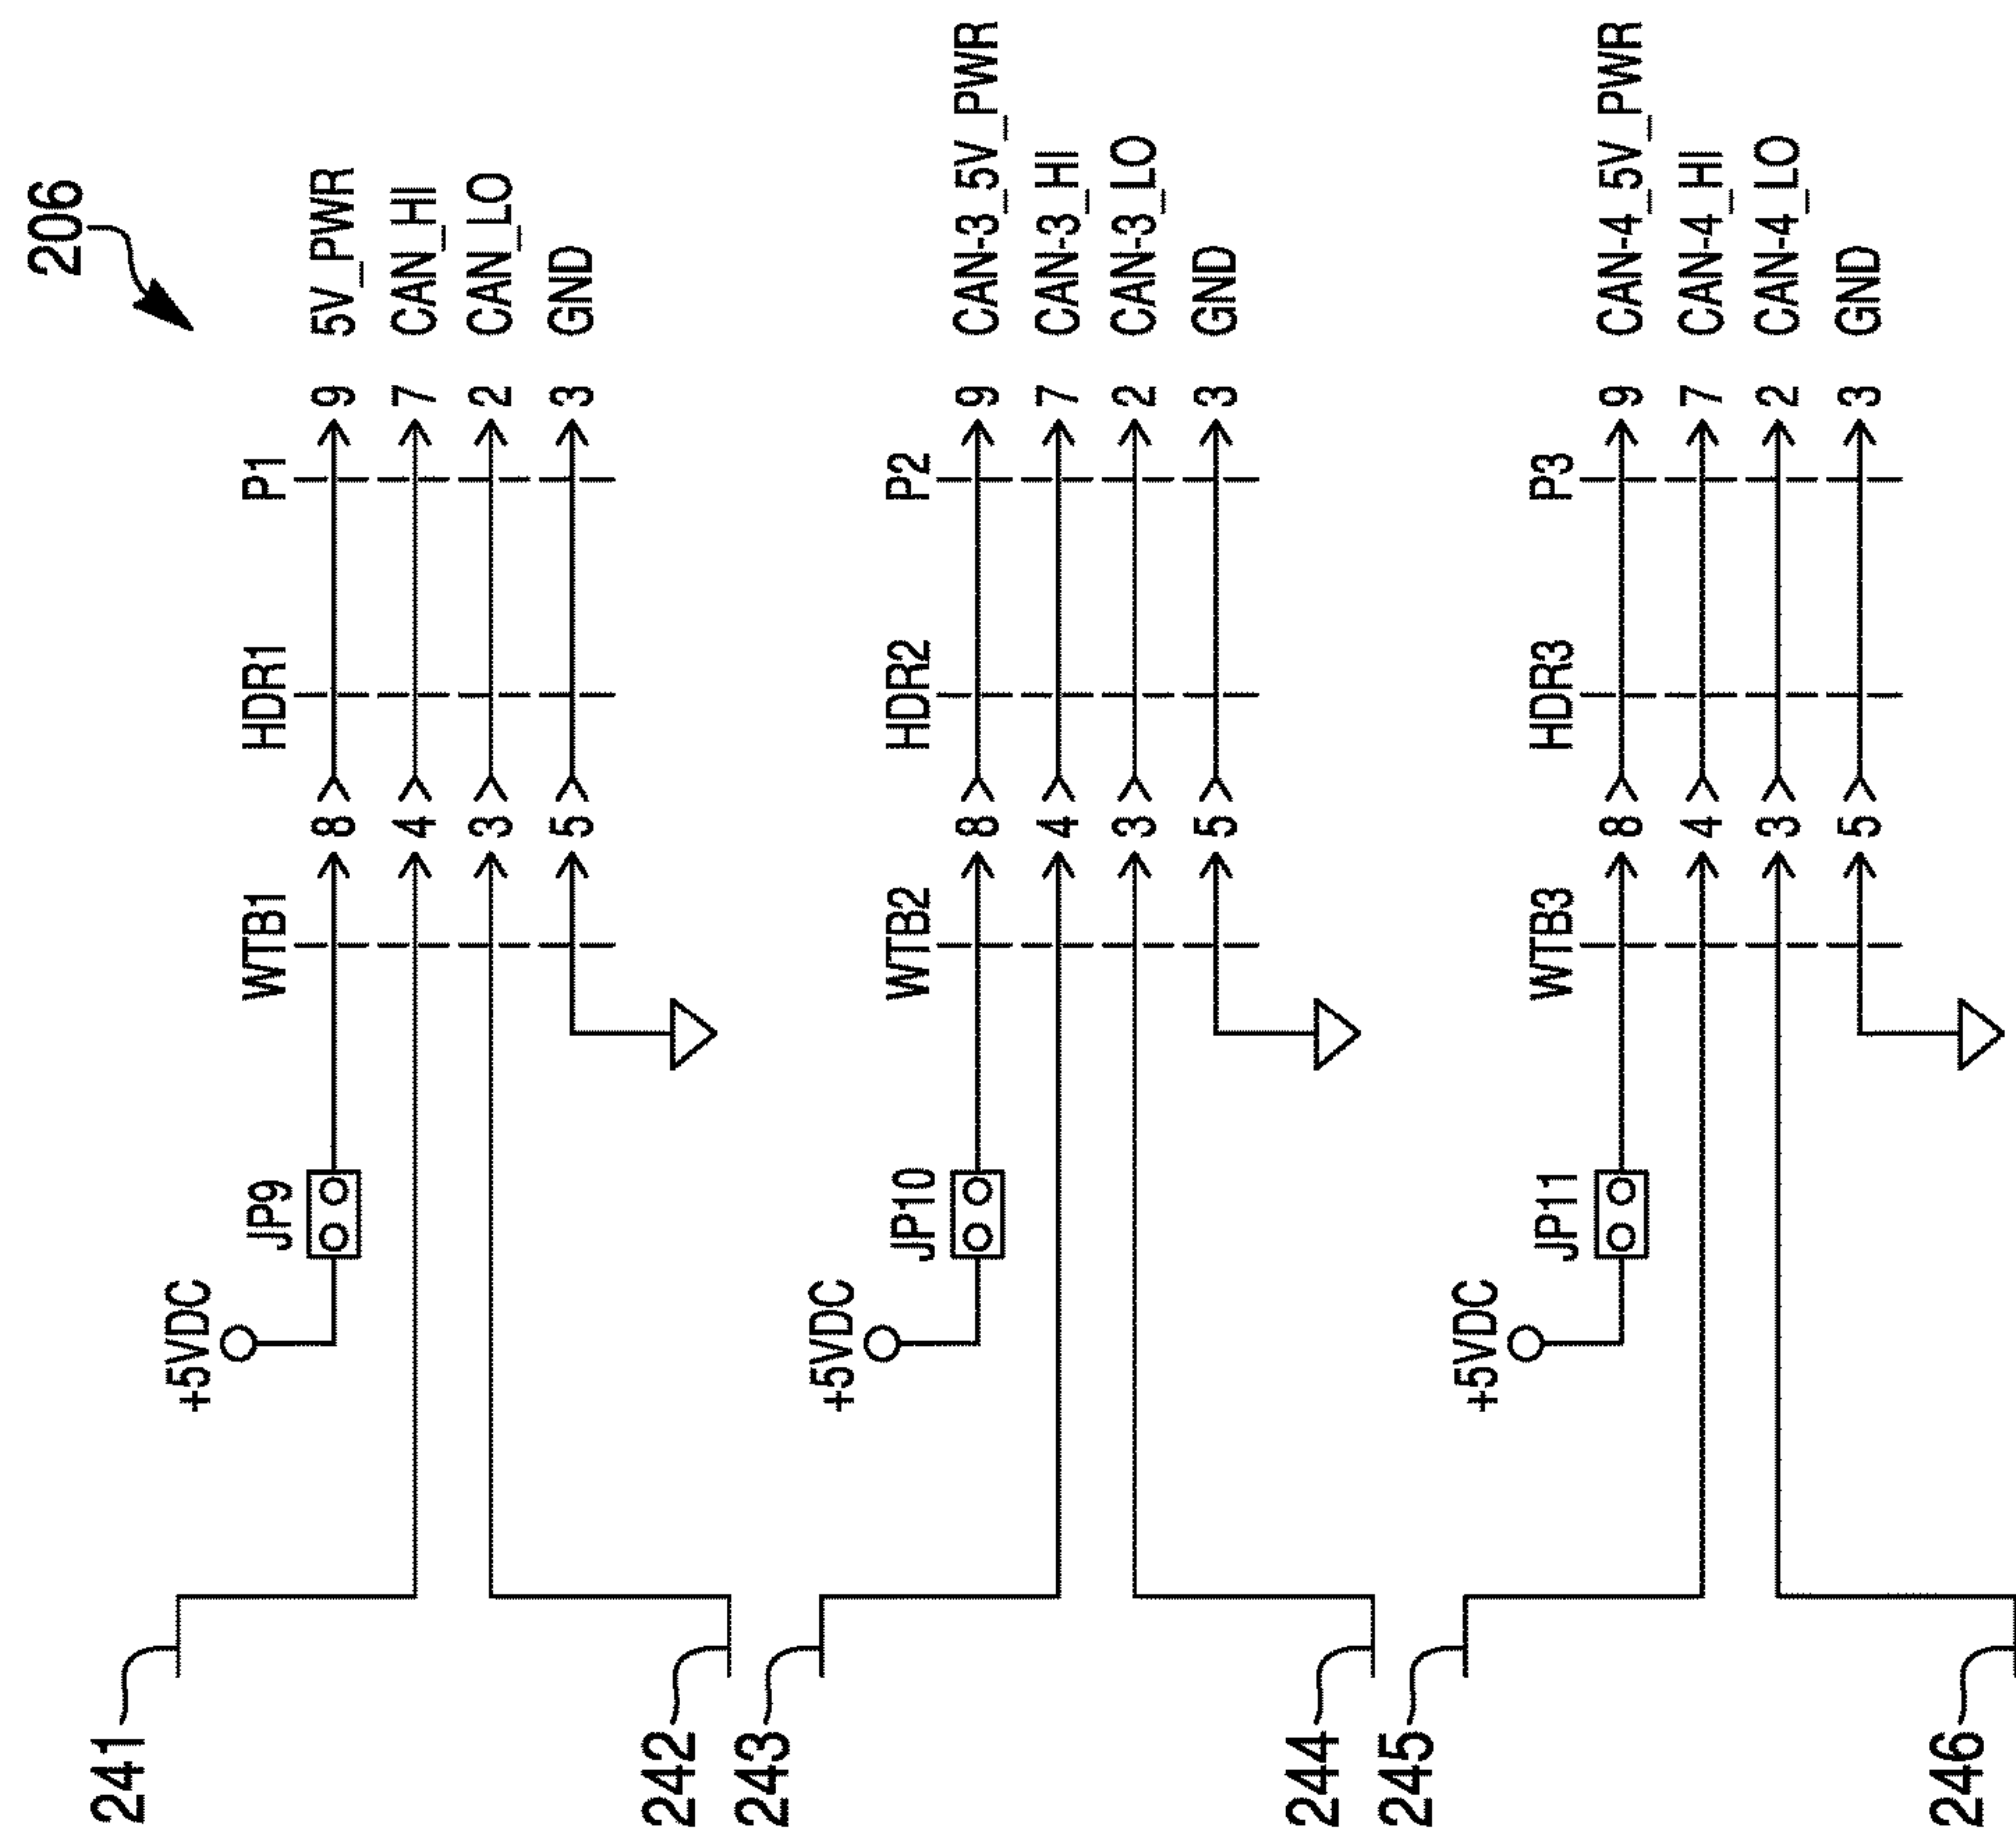 206
+5VDC
JP9
WTB1
HDR1
P1
8
9
5V_PWR
4
7
CAN_HI
3
2
CAN_LO
5
3
GND
241
242
+5VDC
JP10
WTB2
HDR2
P2
8
9
CAN-3_5V_PWR
4
7
CAN-3_HI
3
2
CAN-3_LO
5
3
GND
243
244
+5VDC
JP11
WTB3
HDR3
P3
8
9
CAN-4_5V_PWR
4
7
CAN-4_HI
3
2
CAN-4_LO
5
3
GND
245
246